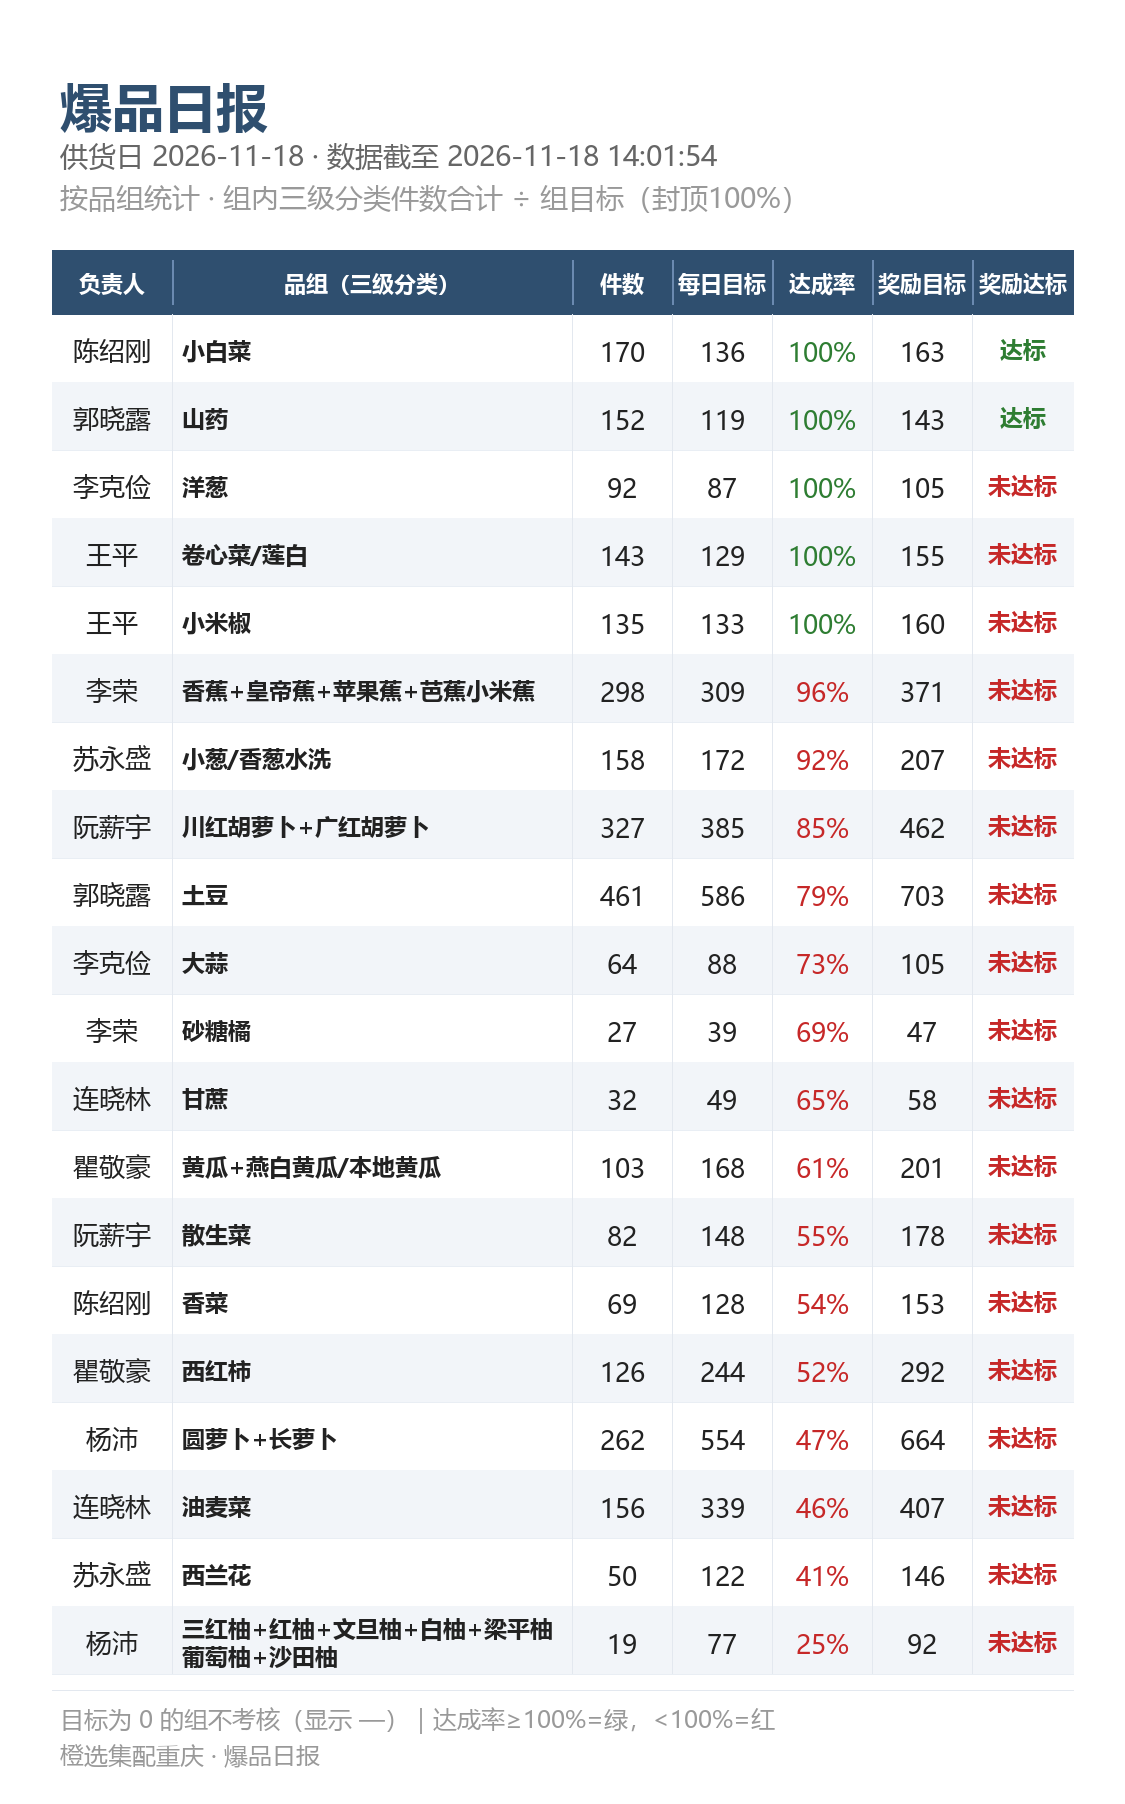 爆品日报
供货日 2026-11-18 · 数据截至 2026-11-18 14:01:54
按品组统计 · 组内三级分类件数合计 ÷ 组目标（封顶100%）
负责人 品组（三级分类） 件数 每日目标 达成率 奖励目标 奖励达标
陈绍刚 小白菜 170 136 100% 163 达标
郭晓露 山药 152 119 100% 143 达标
李克俭 洋葱 92 87 100% 105 未达标
王平 卷心菜/莲白 143 129 100% 155 未达标
王平 小米椒 135 133 100% 160 未达标
李荣 香蕉+皇帝蕉+苹果蕉+芭蕉小米蕉 298 309 96% 371 未达标
苏永盛 小葱/香葱水洗 158 172 92% 207 未达标
阮薪宇 川红胡萝卜+广红胡萝卜 327 385 85% 462 未达标
郭晓露 土豆 461 586 79% 703 未达标
李克俭 大蒜 64 88 73% 105 未达标
李荣 砂糖橘 27 39 69% 47 未达标
连晓林 甘蔗 32 49 65% 58 未达标
瞿敬豪 黄瓜+燕白黄瓜/本地黄瓜 103 168 61% 201 未达标
阮薪宇 散生菜 82 148 55% 178 未达标
陈绍刚 香菜 69 128 54% 153 未达标
瞿敬豪 西红柿 126 244 52% 292 未达标
杨沛 圆萝卜+长萝卜 262 554 47% 664 未达标
连晓林 油麦菜 156 339 46% 407 未达标
苏永盛 西兰花 50 122 41% 146 未达标
杨沛 三红柚+红柚+文旦柚+白柚+梁平柚 19 77 25% 92 未达标
葡萄柚+沙田柚
目标为 0 的组不考核（显示 —）｜达成率≥100%=绿，<100%=红
橙选集配重庆 · 爆品日报